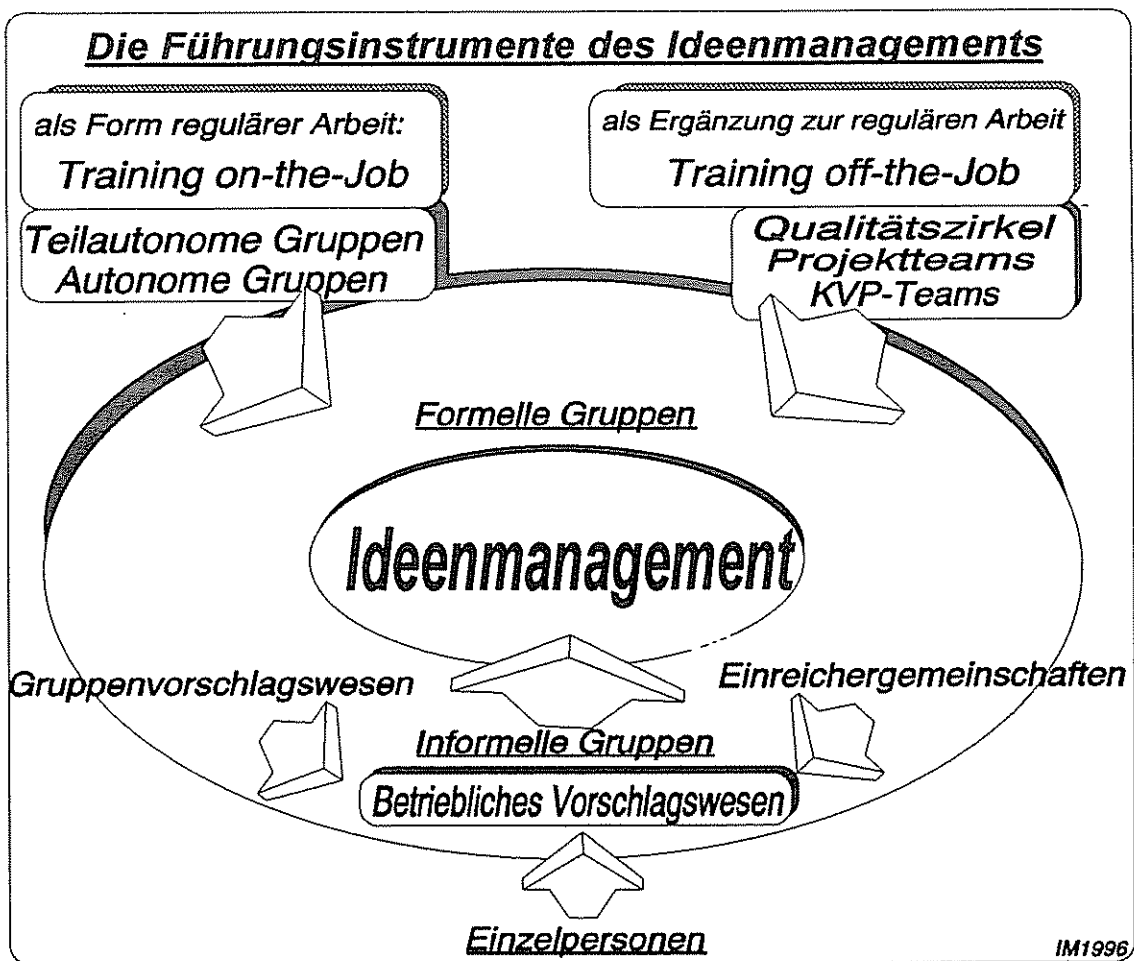 Die Führungsinstrumente des Ideenmanagements
als Form regulärer Arbeit:
Training on-the-Job
Teilautonome Gruppen
Autonome Gruppen
als Ergänzung zur regulären Arbeit
Training off-the-Job
Qualitätszirkel
Projektteams
KVP-Teams
Formelle Gruppen
Ideenmanagement
Gruppenvorschlagswesen
Einreichergemeinschaften
Informelle Gruppen
Betriebliches Vorschlagswesen
Einzelpersonen
IM1996